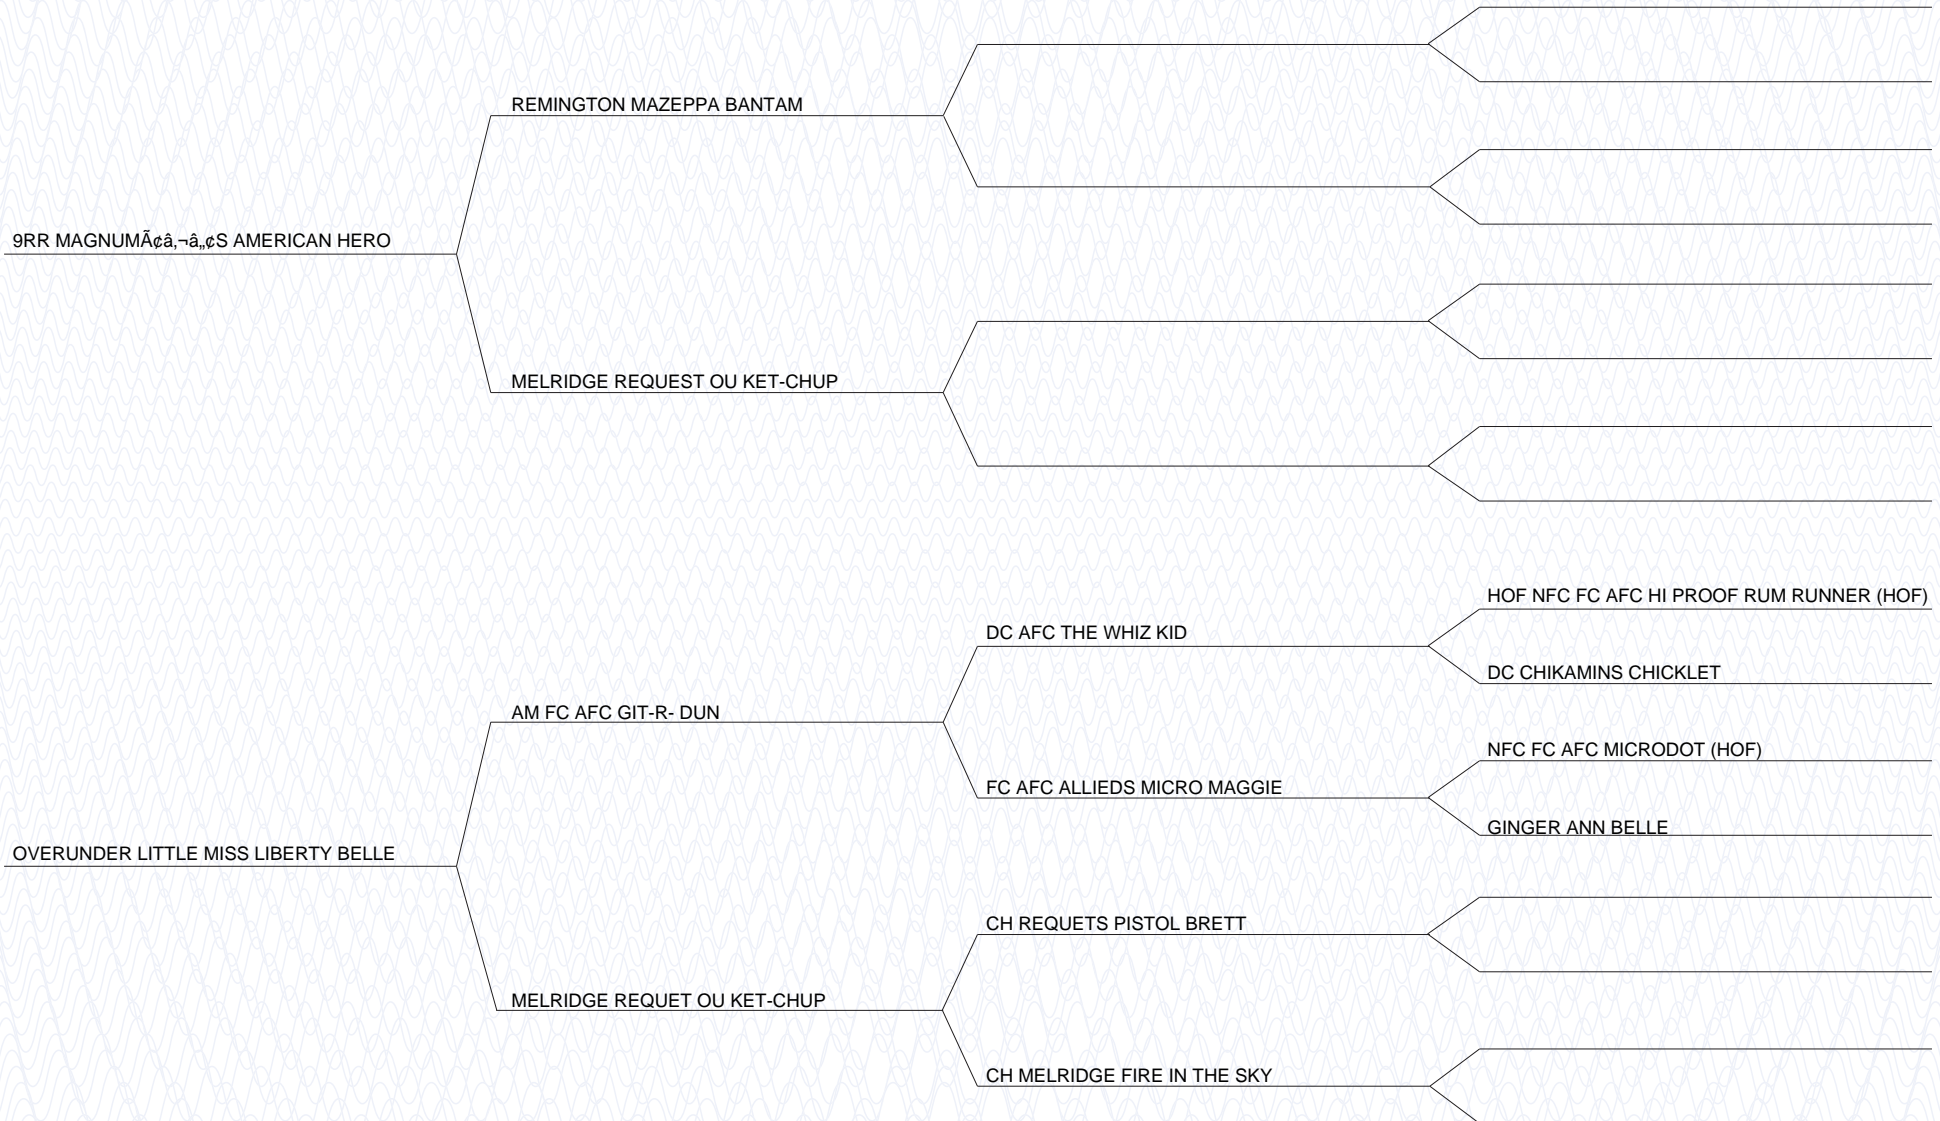 REMINGTON MAZEPPA BANTAM
9RR MAGNUMÃ¢â‚¬â„¢S AMERICAN HERO
MELRIDGE REQUEST OU KET-CHUP
HOF NFC FC AFC HI PROOF RUM RUNNER (HOF)
DC AFC THE WHIZ KID
DC CHIKAMINS CHICKLET
AM FC AFC GIT-R- DUN
NFC FC AFC MICRODOT (HOF)
FC AFC ALLIEDS MICRO MAGGIE
GINGER ANN BELLE
OVERUNDER LITTLE MISS LIBERTY BELLE
CH REQUETS PISTOL BRETT
MELRIDGE REQUET OU KET-CHUP
CH MELRIDGE FIRE IN THE SKY